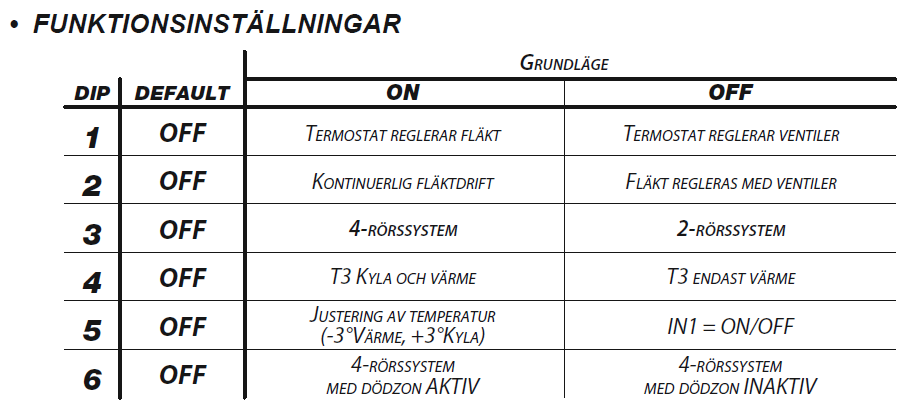 • FUNKTIONSINSTÄLLNINGAR
GRUNDLÄGE
DIP DEFAULT ON OFF
1 OFF TERMOSTAT REGLERAR FLÄKT TERMOSTAT REGLERAR VENTILER
2 OFF KONTINUERLIG FLÄKTDRIFT FLÄKT REGLERAS MED VENTILER
3 OFF 4-RÖRSSYSTEM 2-RÖRSSYSTEM
4 OFF T3 KYLA OCH VÄRME T3 ENDAST VÄRME
5 OFF JUSTERING AV TEMPERATUR
(-3°VÄRME, +3°KYLA) IN1 = ON/OFF
6 OFF 4-RÖRSSYSTEM
MED DÖDZON AKTIV 4-RÖRSSYSTEM
MED DÖDZON INAKTIV